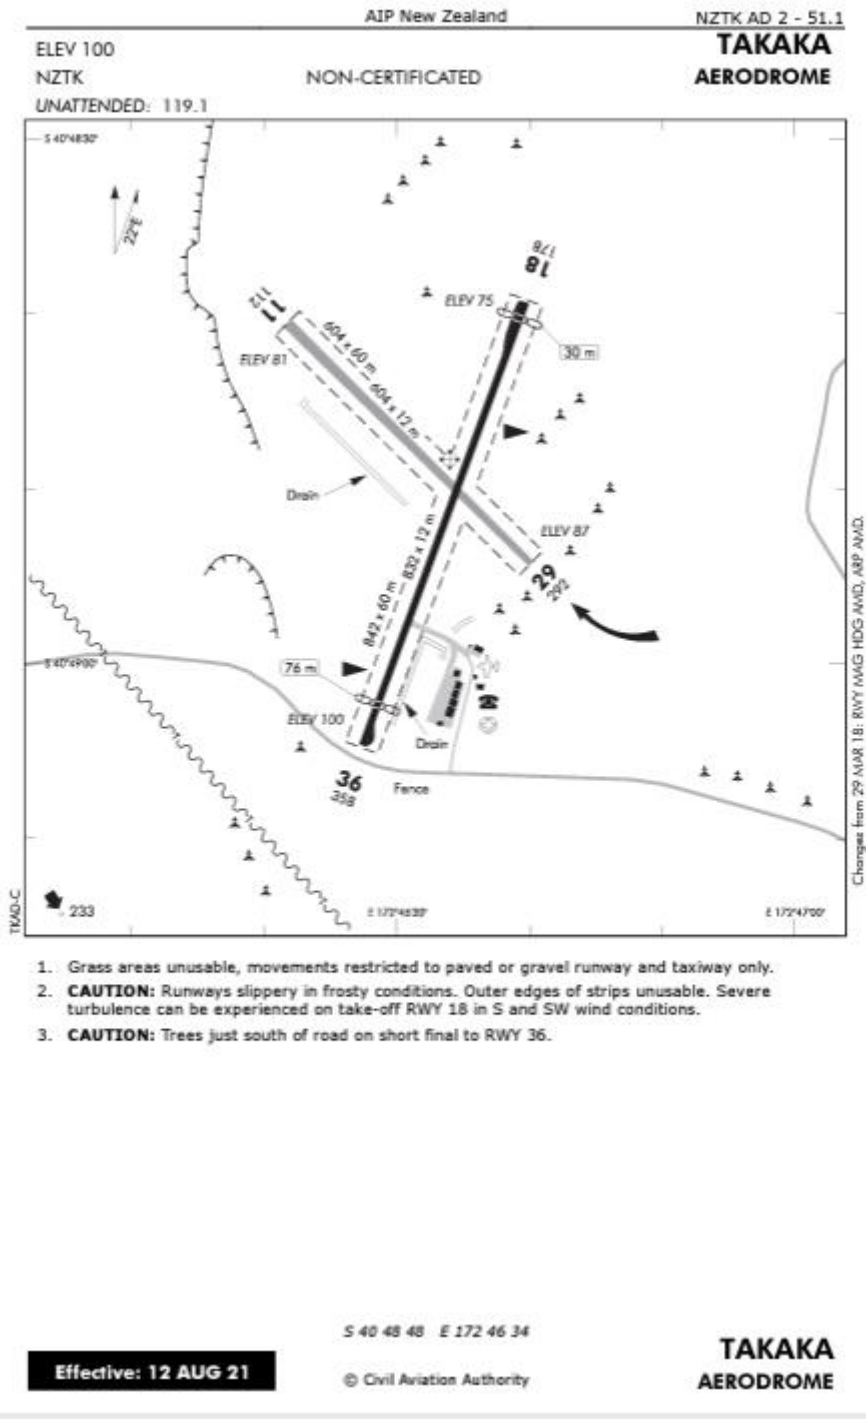 AIP New Zealand
NZTK AD 2 - 51.1
ELEV 100
TAKAKA
NZTK
NON-CERTIFICATED
AERODROME
UNATTENDED: 119.1
S 40°48'30"
22°E
178
18
112
11
ELEV 75
604 x 60 m
30 m
ELEV 81
604 x 12 m
Drain
ELEV 87
832 x 12 m
29
292
842 x 60 m
S 40°49'00"
76 m
ELEV 100
Drain
36
358
Fence
233
E 172°46'30"
E 172°47'00"
TKAD-C
Changes from 29 MAR 18: RWY MAG HDG AMD, ARP AMD.
1. Grass areas unusable, movements restricted to paved or gravel runway and taxiway only.
2. CAUTION: Runways slippery in frosty conditions. Outer edges of strips unusable. Severe
turbulence can be experienced on take-off RWY 18 in S and SW wind conditions.
3. CAUTION: Trees just south of road on short final to RWY 36.
S 40 48 48 E 172 46 34
TAKAKA
Effective: 12 AUG 21
© Civil Aviation Authority
AERODROME